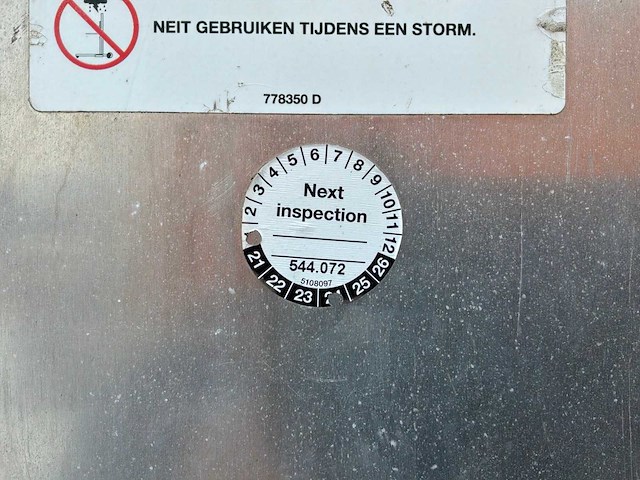 NEIT GEBRUIKEN TIJDENS EEN STORM.
778350 D
2 3 4 5 6 7 8 9 10 11 12
Next
inspection
544.072
5108097
21 22 23 25 26